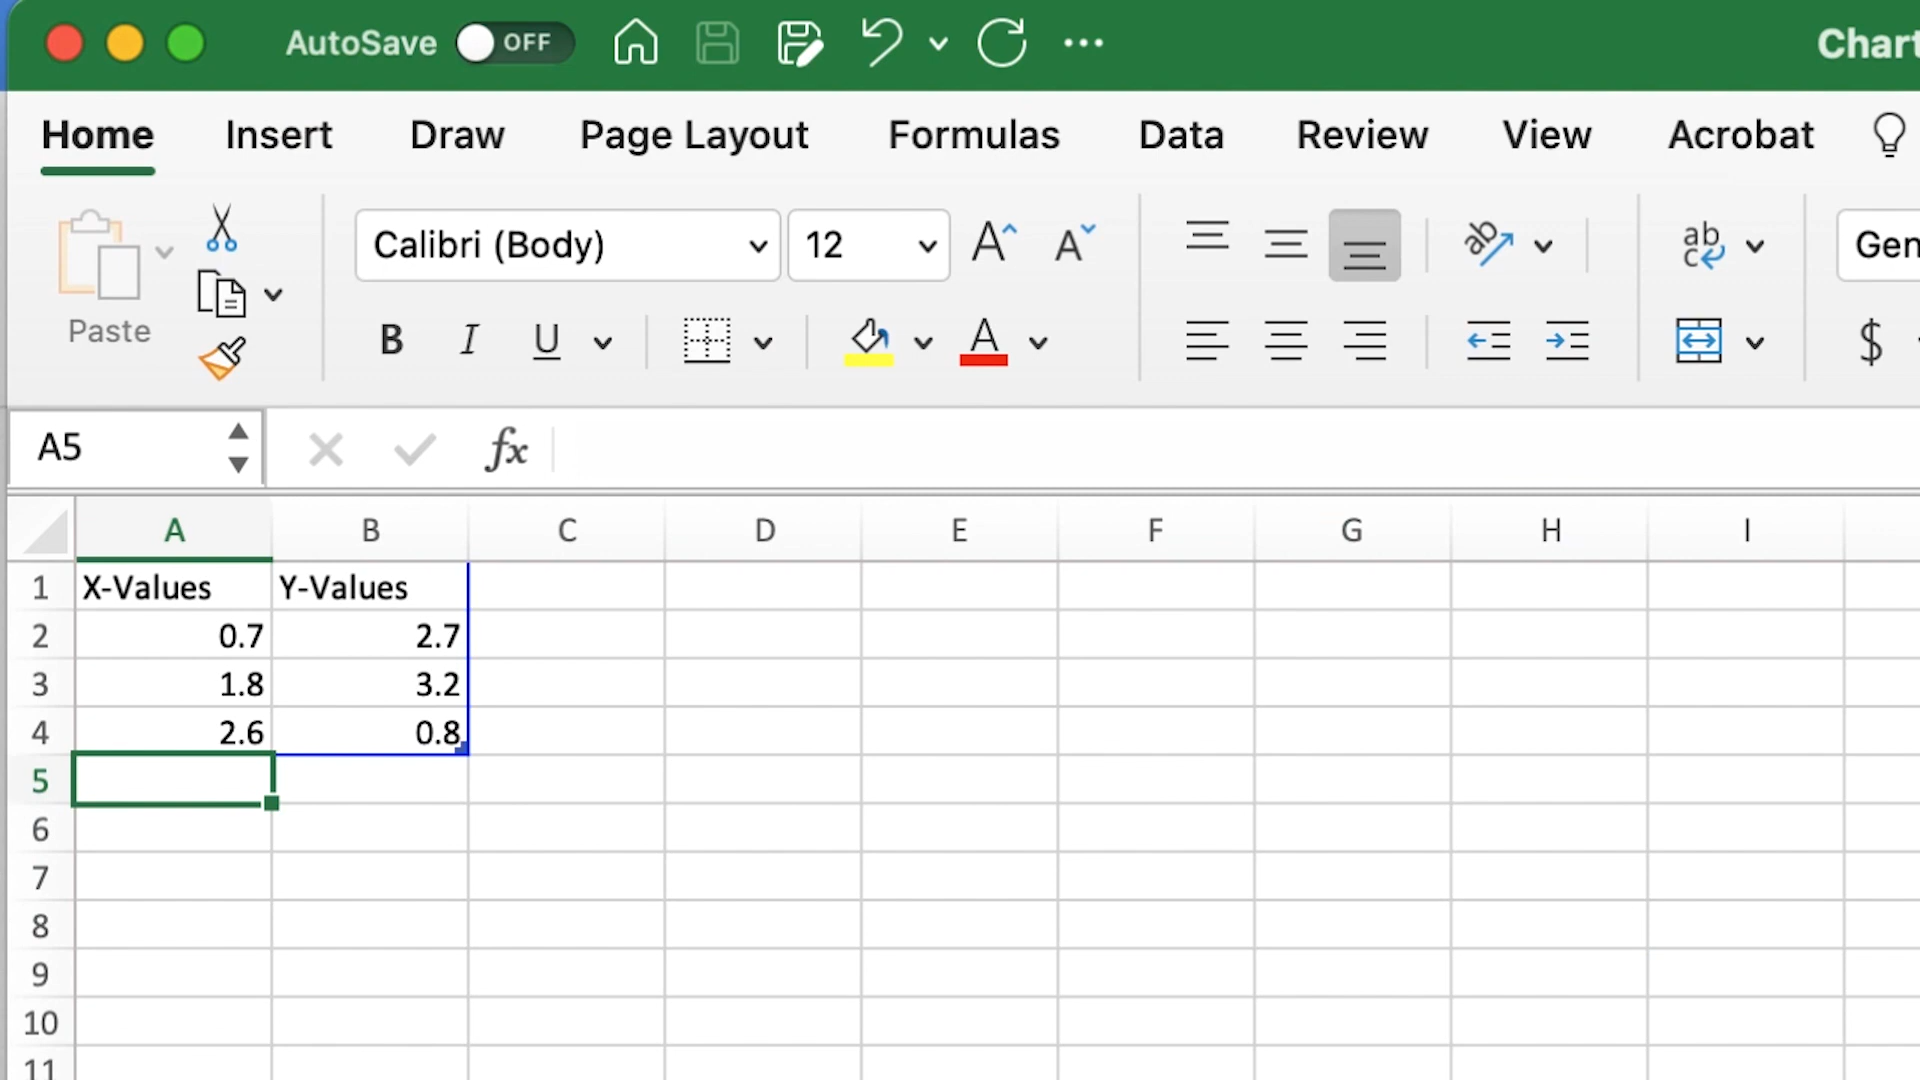 AutoSave OFF Chart
Home Insert Draw Page Layout Formulas Data Review View Acrobat
Paste
Calibri (Body) 12 A A ab ab c Gen
B I U A $
A5 fx
A B C D E F G H I
1 X-Values Y-Values
2 0.7 2.7
3 1.8 3.2
4 2.6 0.8
5
6
7
8
9
10
11